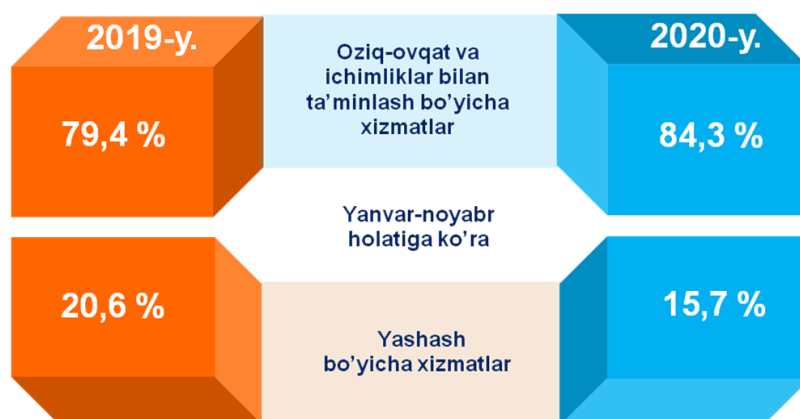 2019-y.
79,4 %
20,6 %
Oziq-ovqat va
ichimliklar bilan
ta’minlash bo’yicha
xizmatlar
Yanvar-noyabr
holatiga ko’ra
Yashash
bo’yicha xizmatlar
2020-y.
84,3 %
15,7 %